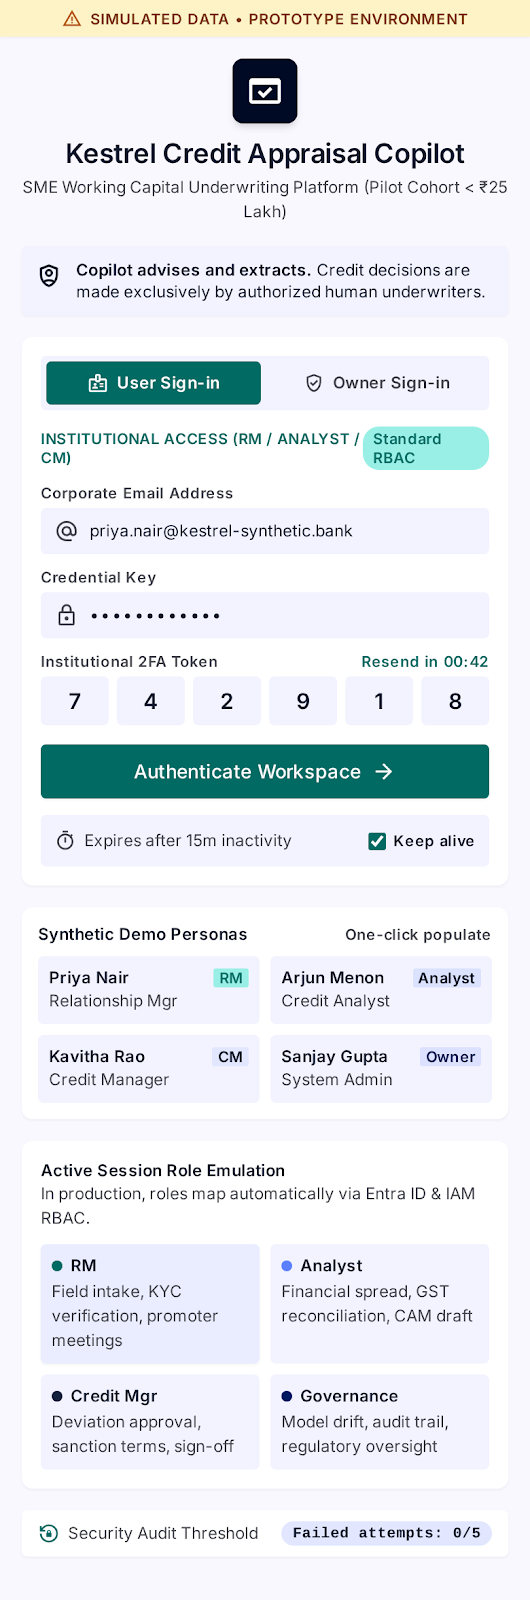 SIMULATED DATA • PROTOTYPE ENVIRONMENT
Kestrel Credit Appraisal Copilot
SME Working Capital Underwriting Platform (Pilot Cohort < ₹25
Lakh)
Copilot advises and extracts. Credit decisions are
made exclusively by authorized human underwriters.
User Sign-in
Owner Sign-in
INSTITUTIONAL ACCESS (RM / ANALYST /
CM)
Standard
RBAC
Corporate Email Address
priya.nair@kestrel-synthetic.bank
Credential Key
••••••••••••
Institutional 2FA Token
Resend in 00:42
7 4 2 9 1 8
Authenticate Workspace →
Expires after 15m inactivity
Keep alive
Synthetic Demo Personas
One-click populate
Priya Nair
RM
Relationship Mgr
Arjun Menon
Analyst
Credit Analyst
Kavitha Rao
CM
Credit Manager
Sanjay Gupta
Owner
System Admin
Active Session Role Emulation
In production, roles map automatically via Entra ID & IAM
RBAC.
RM
Field intake, KYC
verification, promoter
meetings
Analyst
Financial spread, GST
reconciliation, CAM draft
Credit Mgr
Deviation approval,
sanction terms, sign-off
Governance
Model drift, audit trail,
regulatory oversight
Security Audit Threshold
Failed attempts: 0/5